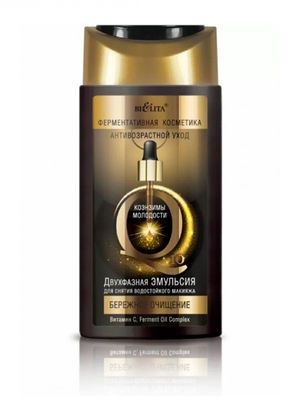 BIELITA
ФЕРМЕНТАТИВНАЯ КОСМЕТИКА
АНТИВОЗРАСТНОЙ УХОД
КОЭНЗИМЫ
МОЛОДОСТИ
Q10
ДВУХФАЗНАЯ ЭМУЛЬСИЯ
ДЛЯ СНЯТИЯ ВОДОСТОЙКОГО МАКИЯЖА
БЕРЕЖНОЕ ОЧИЩЕНИЕ
Витамин C, Ferment Oil Complex